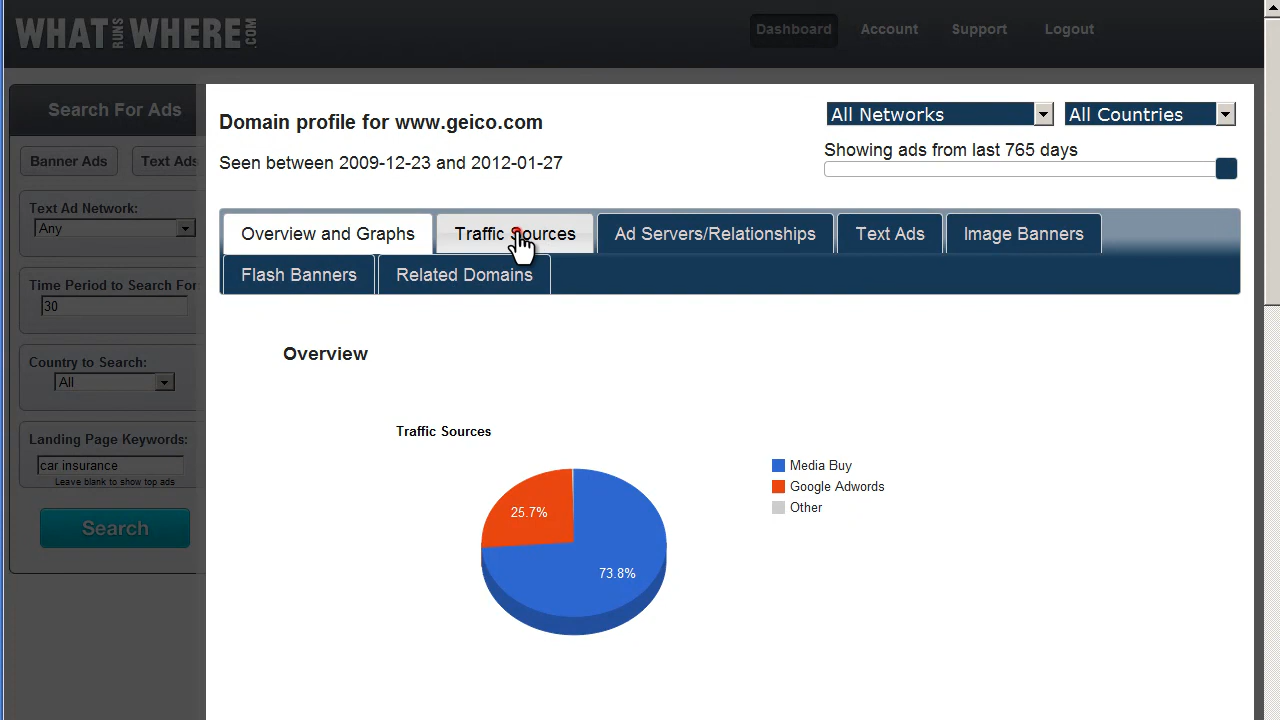 WHAT RUNS WHERE .COM
Dashboard
Account
Support
Logout
Search For Ads
Banner Ads
Text Ads
Text Ad Network:
Any
Time Period to Search For
30
Country to Search:
All
Landing Page Keywords:
car insurance
Leave blank to show top ads
Search
Domain profile for www.geico.com
Seen between 2009-12-23 and 2012-01-27
All Networks
All Countries
Showing ads from last 765 days
Overview and Graphs
Traffic Sources
Ad Servers/Relationships
Text Ads
Image Banners
Flash Banners
Related Domains
Overview
Traffic Sources
25.7%
73.8%
Media Buy
Google Adwords
Other